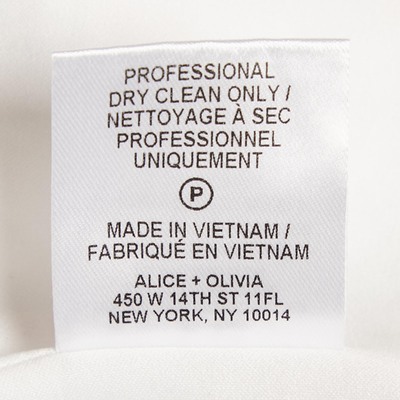 PROFESSIONAL
DRY CLEAN ONLY /
NETTOYAGE À SEC
PROFESSIONNEL
UNIQUEMENT
P
MADE IN VIETNAM /
FABRIQUÉ EN VIETNAM
ALICE + OLIVIA
450 W 14TH ST 11FL
NEW YORK, NY 10014